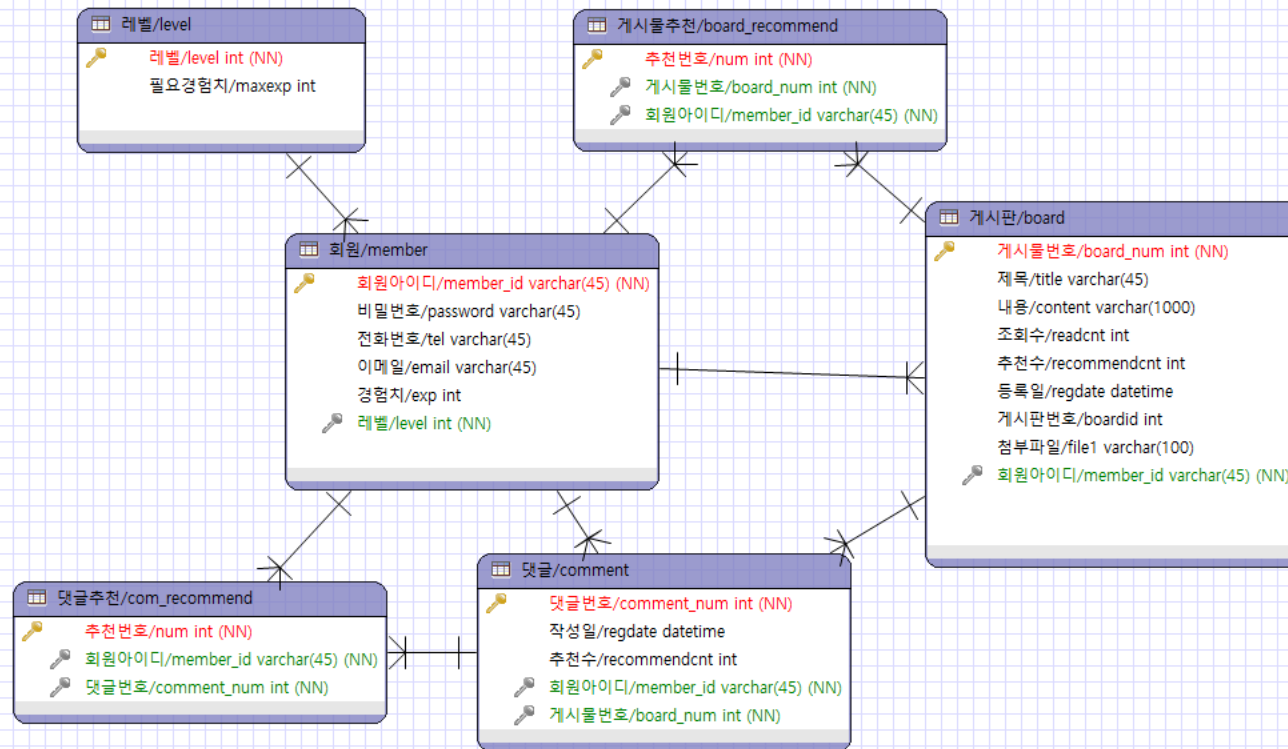 레벨/level
레벨/level int (NN)
필요경험치/maxexp int
게시물추천/board_recommend
추천번호/num int (NN)
게시물번호/board_num int (NN)
회원아이디/member_id varchar(45) (NN)
회원/member
회원아이디/member_id varchar(45) (NN)
비밀번호/password varchar(45)
전화번호/tel varchar(45)
이메일/email varchar(45)
경험치/exp int
레벨/level int (NN)
게시판/board
게시물번호/board_num int (NN)
제목/title varchar(45)
내용/content varchar(1000)
조회수/readcnt int
추천수/recommendcnt int
등록일/regdate datetime
게시판번호/boardid int
첨부파일/file1 varchar(100)
회원아이디/member_id varchar(45) (NN)
댓글추천/com_recommend
추천번호/num int (NN)
회원아이디/member_id varchar(45) (NN)
댓글번호/comment_num int (NN)
댓글/comment
댓글번호/comment_num int (NN)
작성일/regdate datetime
추천수/recommendcnt int
회원아이디/member_id varchar(45) (NN)
게시물번호/board_num int (NN)